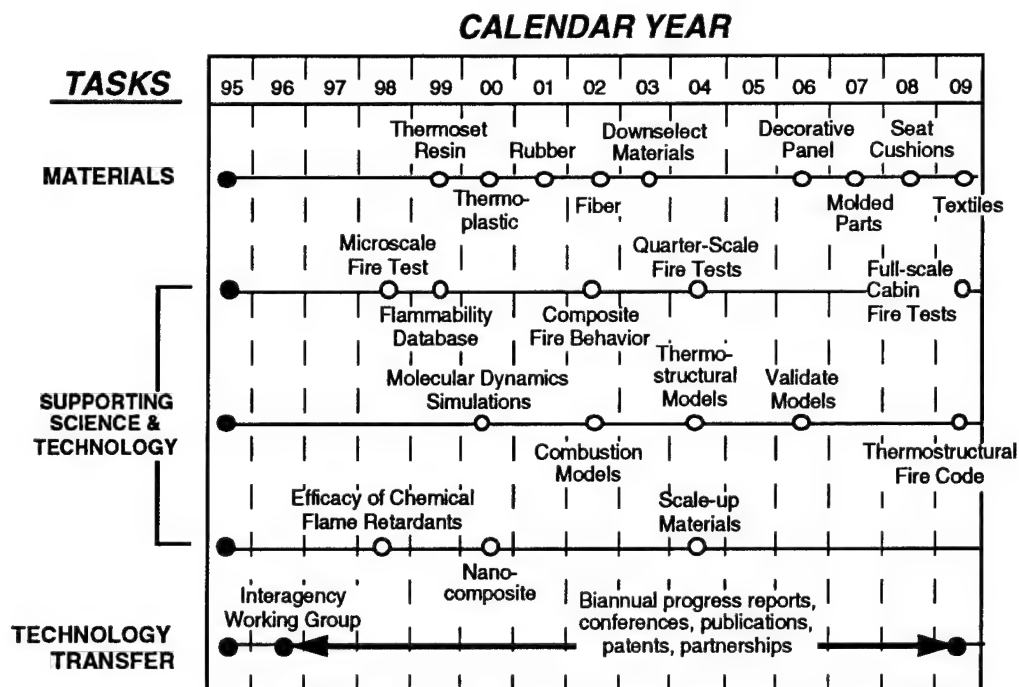 CALENDAR YEAR
TASKS
95 96 97 98 99 00 01 02 03 04 05 06 07 08 09
MATERIALS
Thermoset
Resin
Thermo-
plastic
Rubber
Fiber
Downselect
Materials
Decorative
Panel
Molded
Parts
Seat
Cushions
Textiles
SUPPORTING
SCIENCE &
TECHNOLOGY
Microscale
Fire Test
Flammability
Database
Composite
Fire Behavior
Quarter-Scale
Fire Tests
Full-scale
Cabin
Fire Tests
Molecular Dynamics
Simulations
Combustion
Models
Thermo-
structural
Models
Validate
Models
Thermostructural
Fire Code
Efficacy of Chemical
Flame Retardants
Nano-
composite
Scale-up
Materials
TECHNOLOGY
TRANSFER
Interagency
Working Group
Biannual progress reports,
conferences, publications,
patents, partnerships